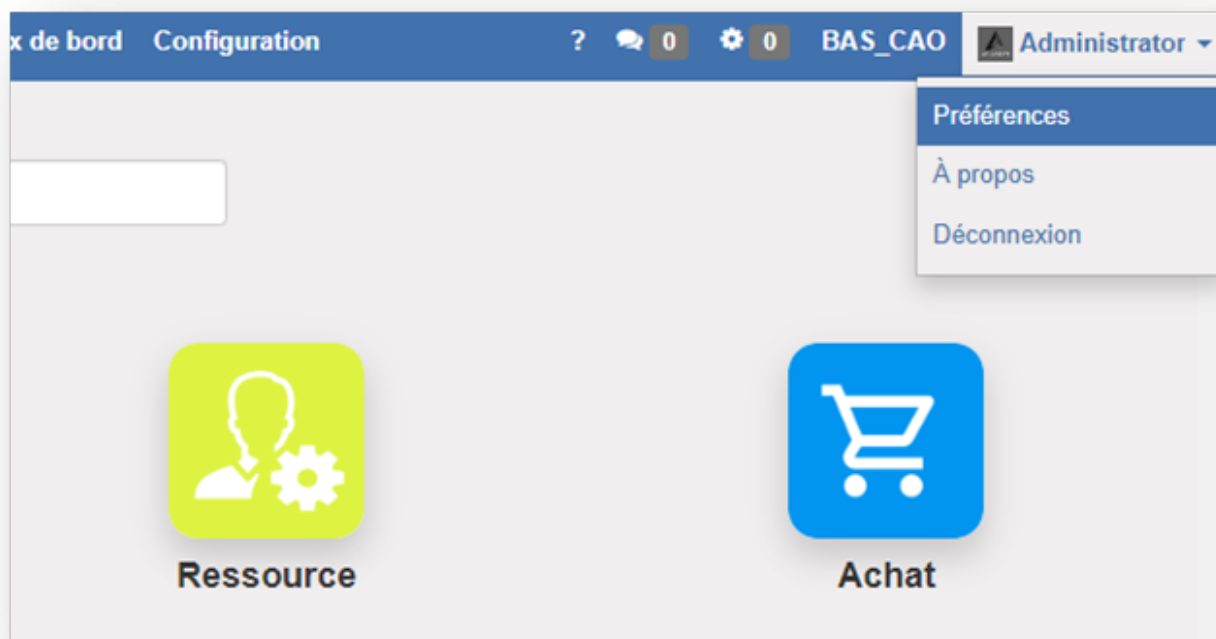 x de bord Configuration ? 0 0 BAS_CAO Administrator
Préférences
À propos
Déconnexion
Ressource Achat